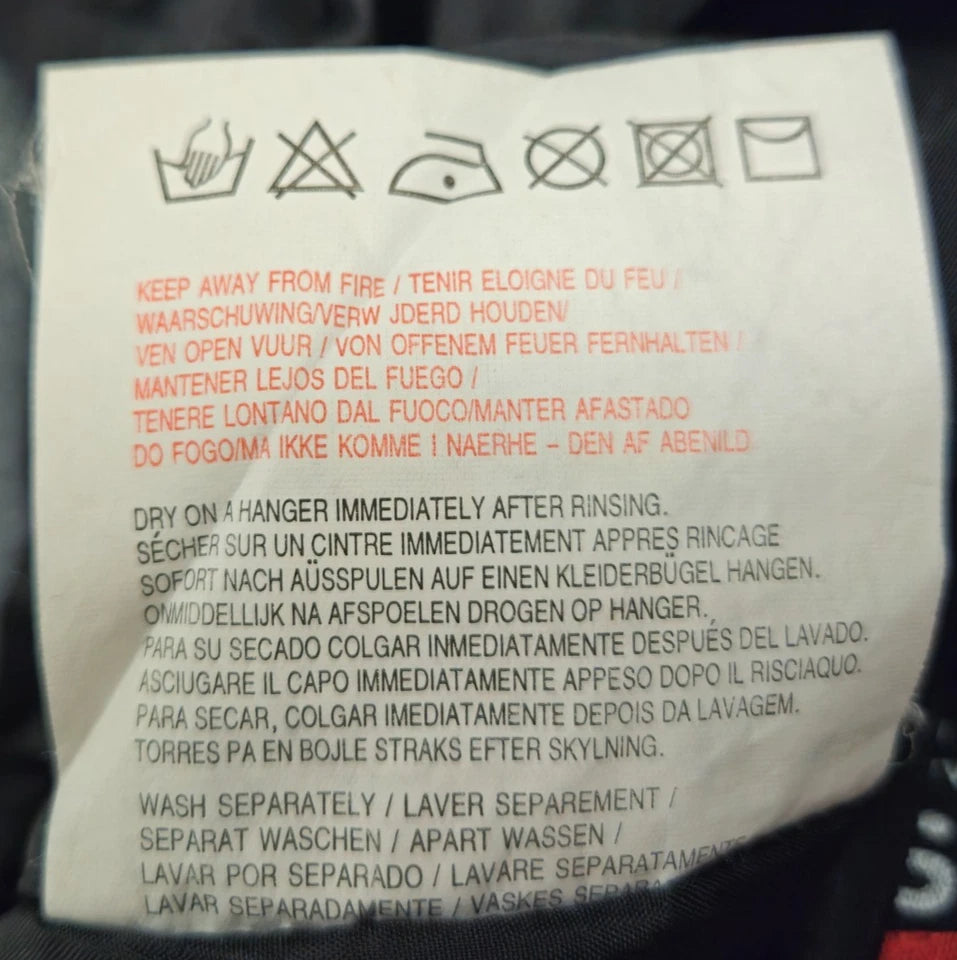 KEEP AWAY FROM FIRE / TENIR ELOIGNE DU FEU /
WAARSCHUWING/VERW JDERD HOUDEN/
VEN OPEN VUUR / VON OFFENEM FEUER FERNHALTEN /
MANTENER LEJOS DEL FUEGO /
TENERE LONTANO DAL FUOCO/MANTER AFASTADO
DO FOGO/MA IKKE KOMME I NAERHE – DEN AF ABENILD
DRY ON A HANGER IMMEDIATELY AFTER RINSING.
SÉCHER SUR UN CINTRE IMMEDIATEMENT APPRES RINCAGE
SOFORT NACH AÜSSPULEN AUF EINEN KLEIDERBÜGEL HANGEN.
ONMIDDELLIJK NA AFSPOELEN DROGEN OP HANGER.
PARA SU SECADO COLGAR INMEDIATAMENTE DESPUÉS DEL LAVADO.
ASCIUGARE IL CAPO IMMEDIATAMENTE APPESO DOPO IL RISCIAQUO.
PARA SECAR, COLGAR IMEDIATAMENTE DEPOIS DA LAVAGEM.
TORRES PA EN BOJLE STRAKS EFTER SKYLNING.
WASH SEPARATELY / LAVER SEPAREMENT /
SEPARAT WASCHEN / APART WASSEN /
LAVAR POR SEPARADO / LAVARE SEPARATAMENTE
LAVAR SEPARADAMENTE / VASKES